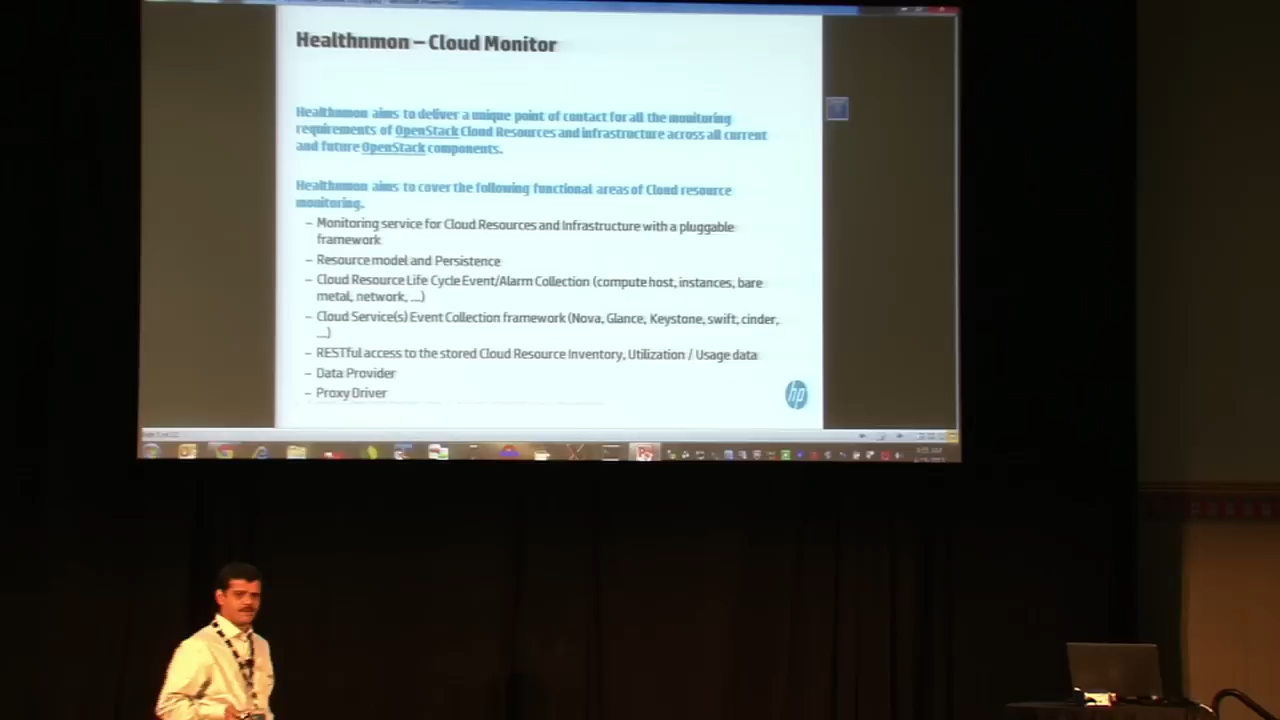 Healthnmon – Cloud Monitor
Healthnmon aims to deliver a unique point of contact for all the monitoring
requirements of OpenStack Cloud Resources and infrastructure across all current
and future OpenStack components.
Healthnmon aims to cover the following functional areas of Cloud resource
monitoring.
– Monitoring service for Cloud Resources and Infrastructure with a pluggable
framework
– Resource model and Persistence
– Cloud Resource Life Cycle Event/Alarm Collection (compute host, instances, bare
metal, network, ...)
– Cloud Service(s) Event Collection framework (Nova, Glance, Keystone, swift, cinder,
...)
– RESTful access to the stored Cloud Resource Inventory, Utilization / Usage data
– Data Provider
– Proxy Driver
hp